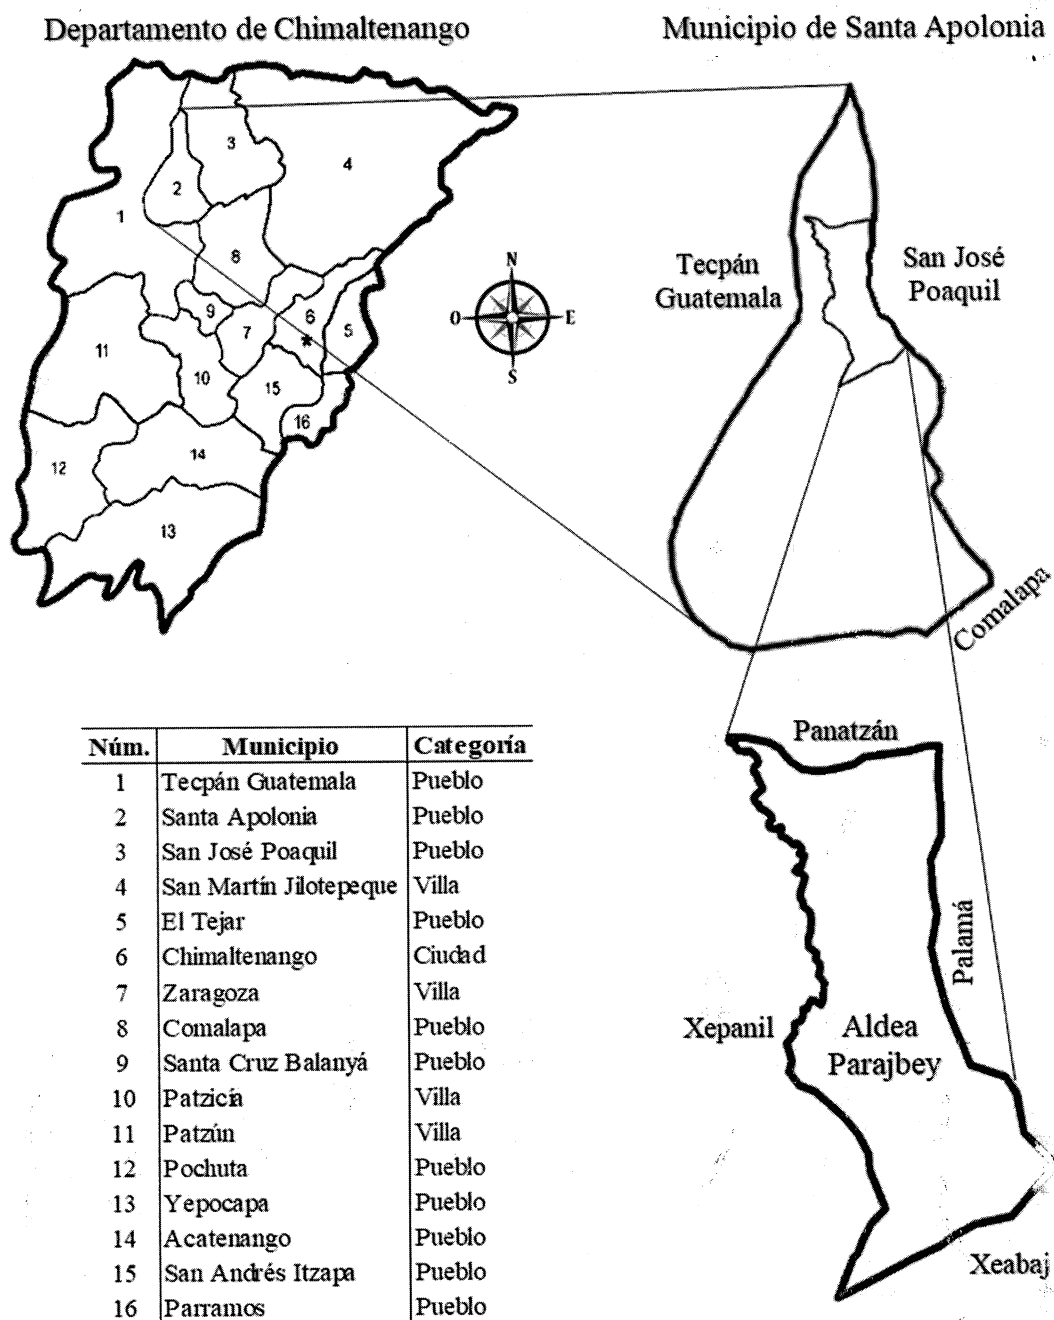 Departamento de Chimaltenango
Municipio de Santa Apolonia
1
2
3
4
8
9
7
6
*
5
11
10
15
16
12
14
13
N
O
E
S
Tecpán
Guatemala
San José
Poaquil
Comalapa
Panatzán
Palamá
Xepanil
Aldea
Parajbey
Xeabaj
Núm. Municipio Categoría
1 Tecpán Guatemala Pueblo
2 Santa Apolonia Pueblo
3 San José Poaquil Pueblo
4 San Martín Jilotepeque Villa
5 El Tejar Pueblo
6 Chimaltenango Ciudad
7 Zaragoza Villa
8 Comalapa Pueblo
9 Santa Cruz Balanyá Pueblo
10 Patzicía Villa
11 Patzún Villa
12 Pochuta Pueblo
13 Yepocapa Pueblo
14 Acatenango Pueblo
15 San Andrés Itzapa Pueblo
16 Parramos Pueblo